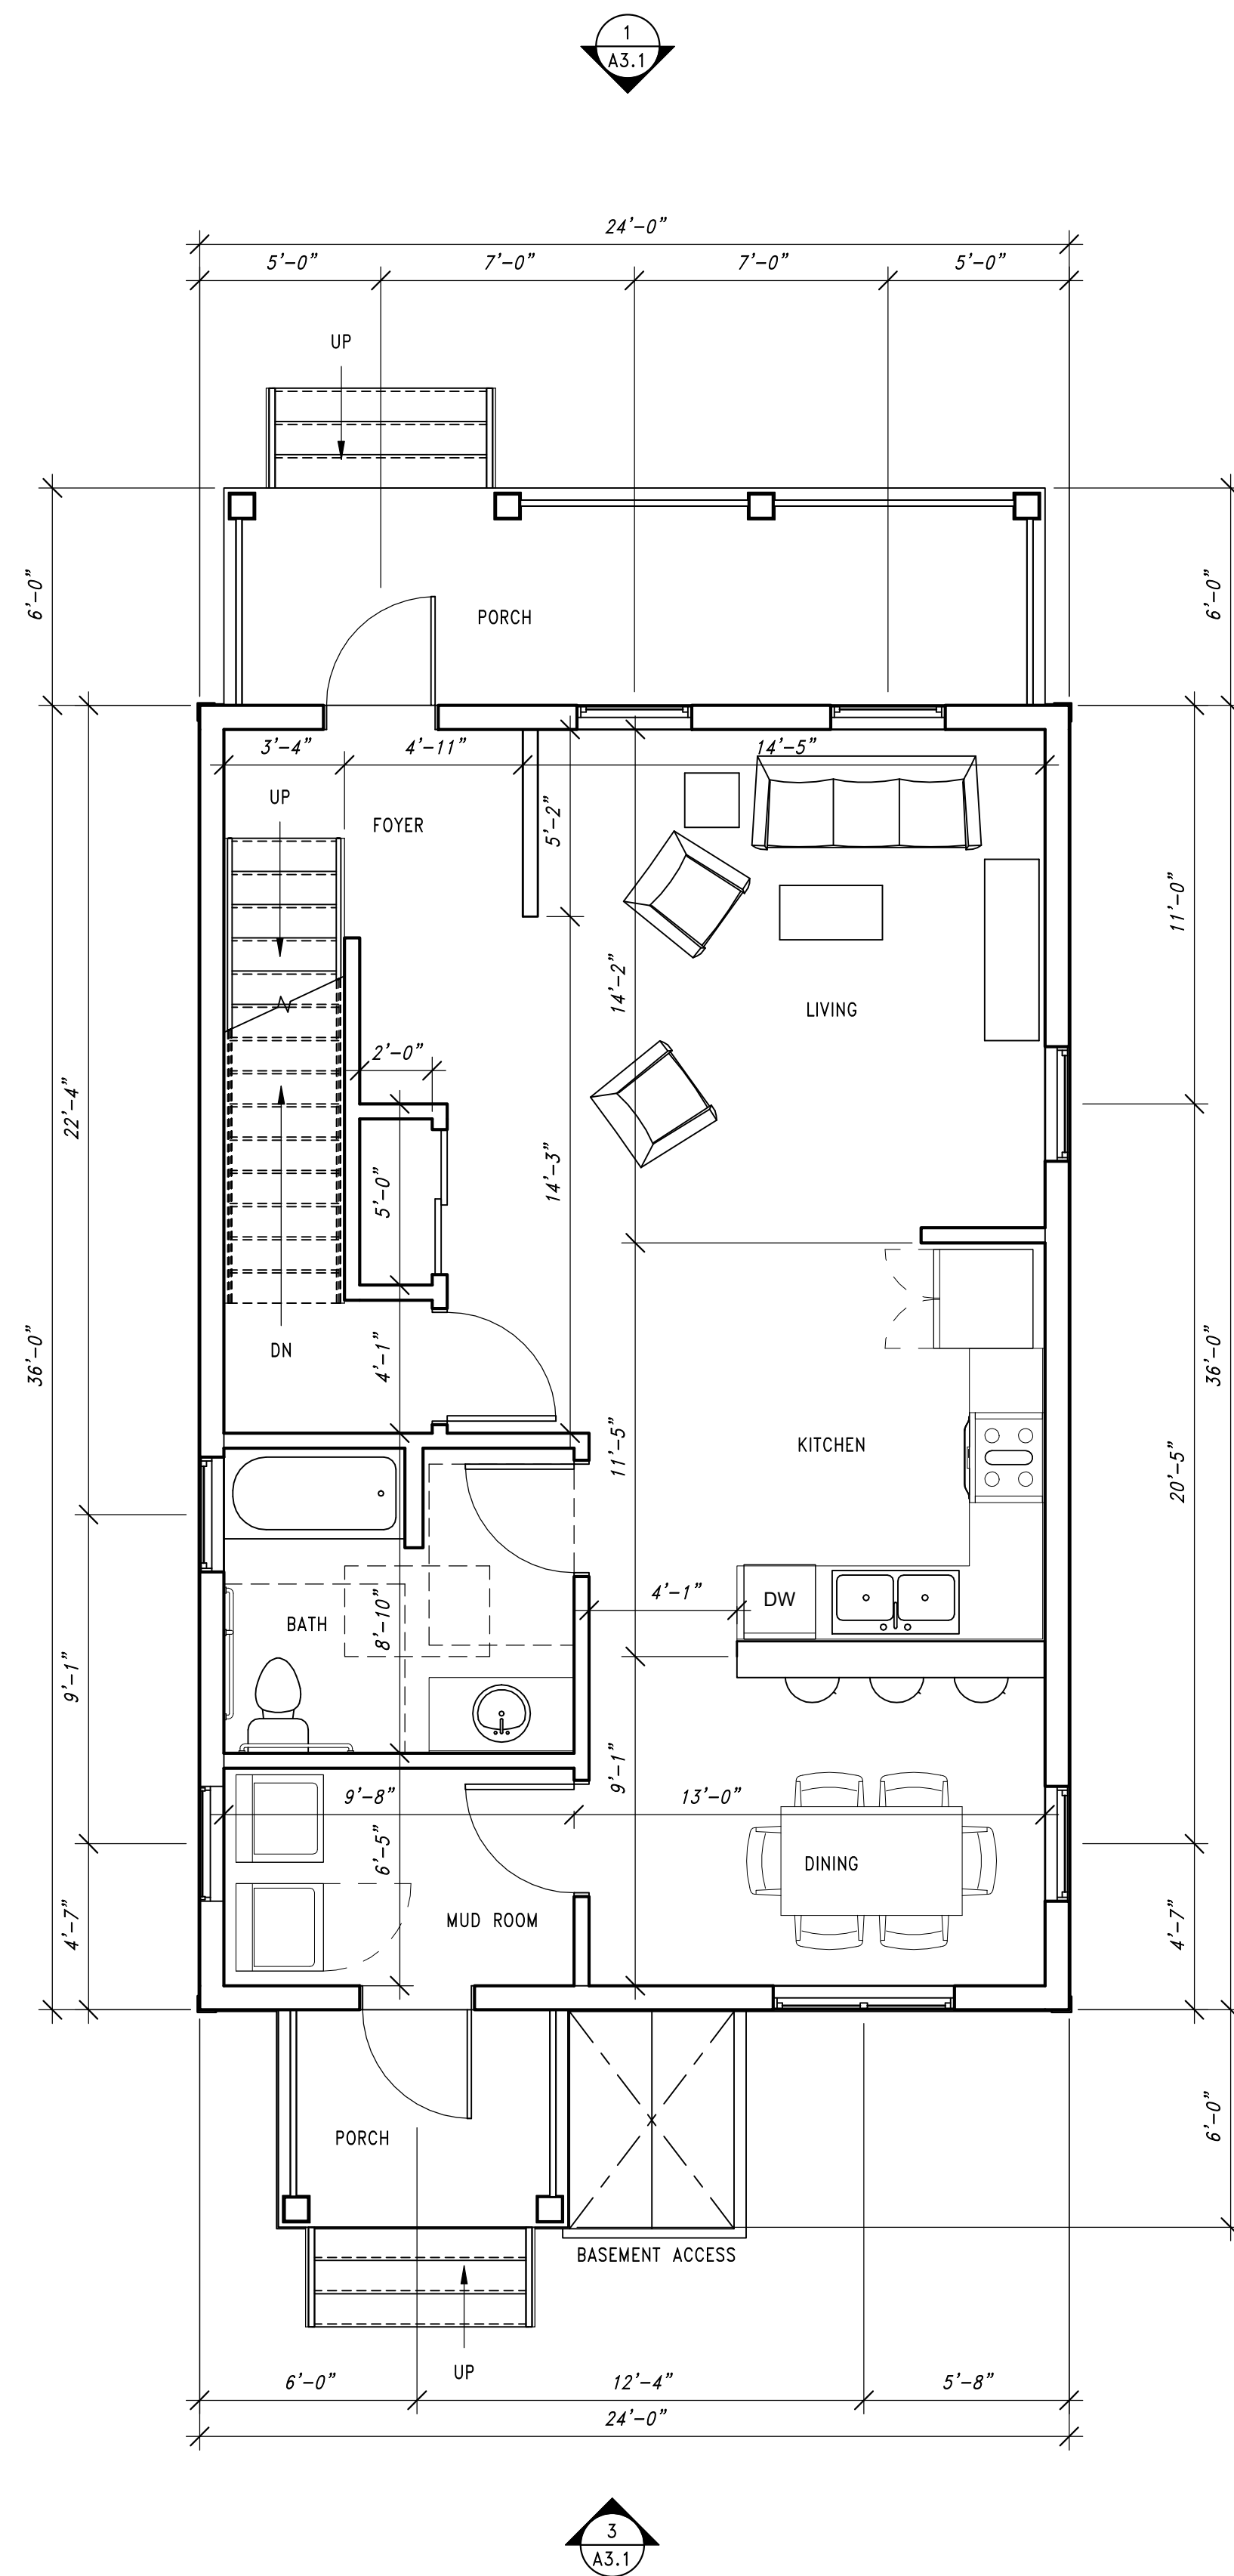 1
A3.1
24'-0"
5'-0"
7'-0"
7'-0"
5'-0"
UP
6'-0"
6'-0"
PORCH
3'-4"
4'-11"
14'-5"
UP
FOYER
5'-2"
11'-0"
14'-2"
LIVING
2'-0"
22'-4"
14'-3"
5'-0"
36'-0"
DN
4'-1"
36'-0"
11'-5"
KITCHEN
20'-5"
4'-1"
DW
BATH
8'-10"
9'-1"
9'-1"
9'-8"
13'-0"
6'-5"
DINING
MUD ROOM
4'-7"
4'-7"
PORCH
6'-0"
BASEMENT ACCESS
UP
6'-0"
12'-4"
5'-8"
24'-0"
3
A3.1